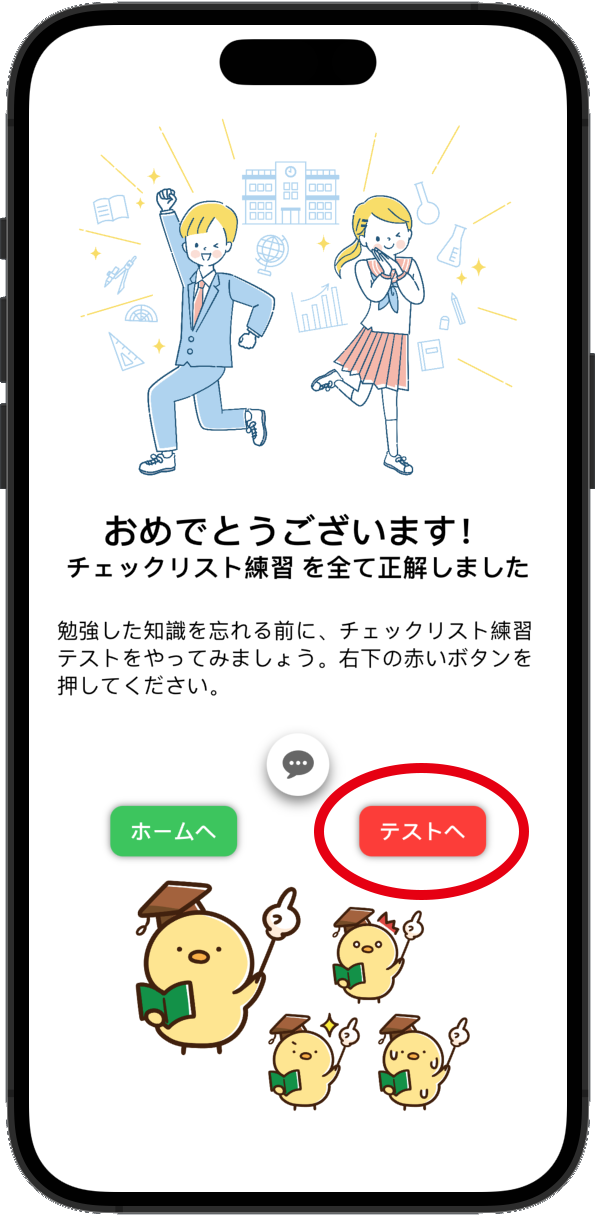 おめでとうございます!
チェックリスト練習 を全て正解しました
勉強した知識を忘れる前に、チェックリスト練習
テストをやってみましょう。右下の赤いボタンを
押してください。
ホームへ
テストへ